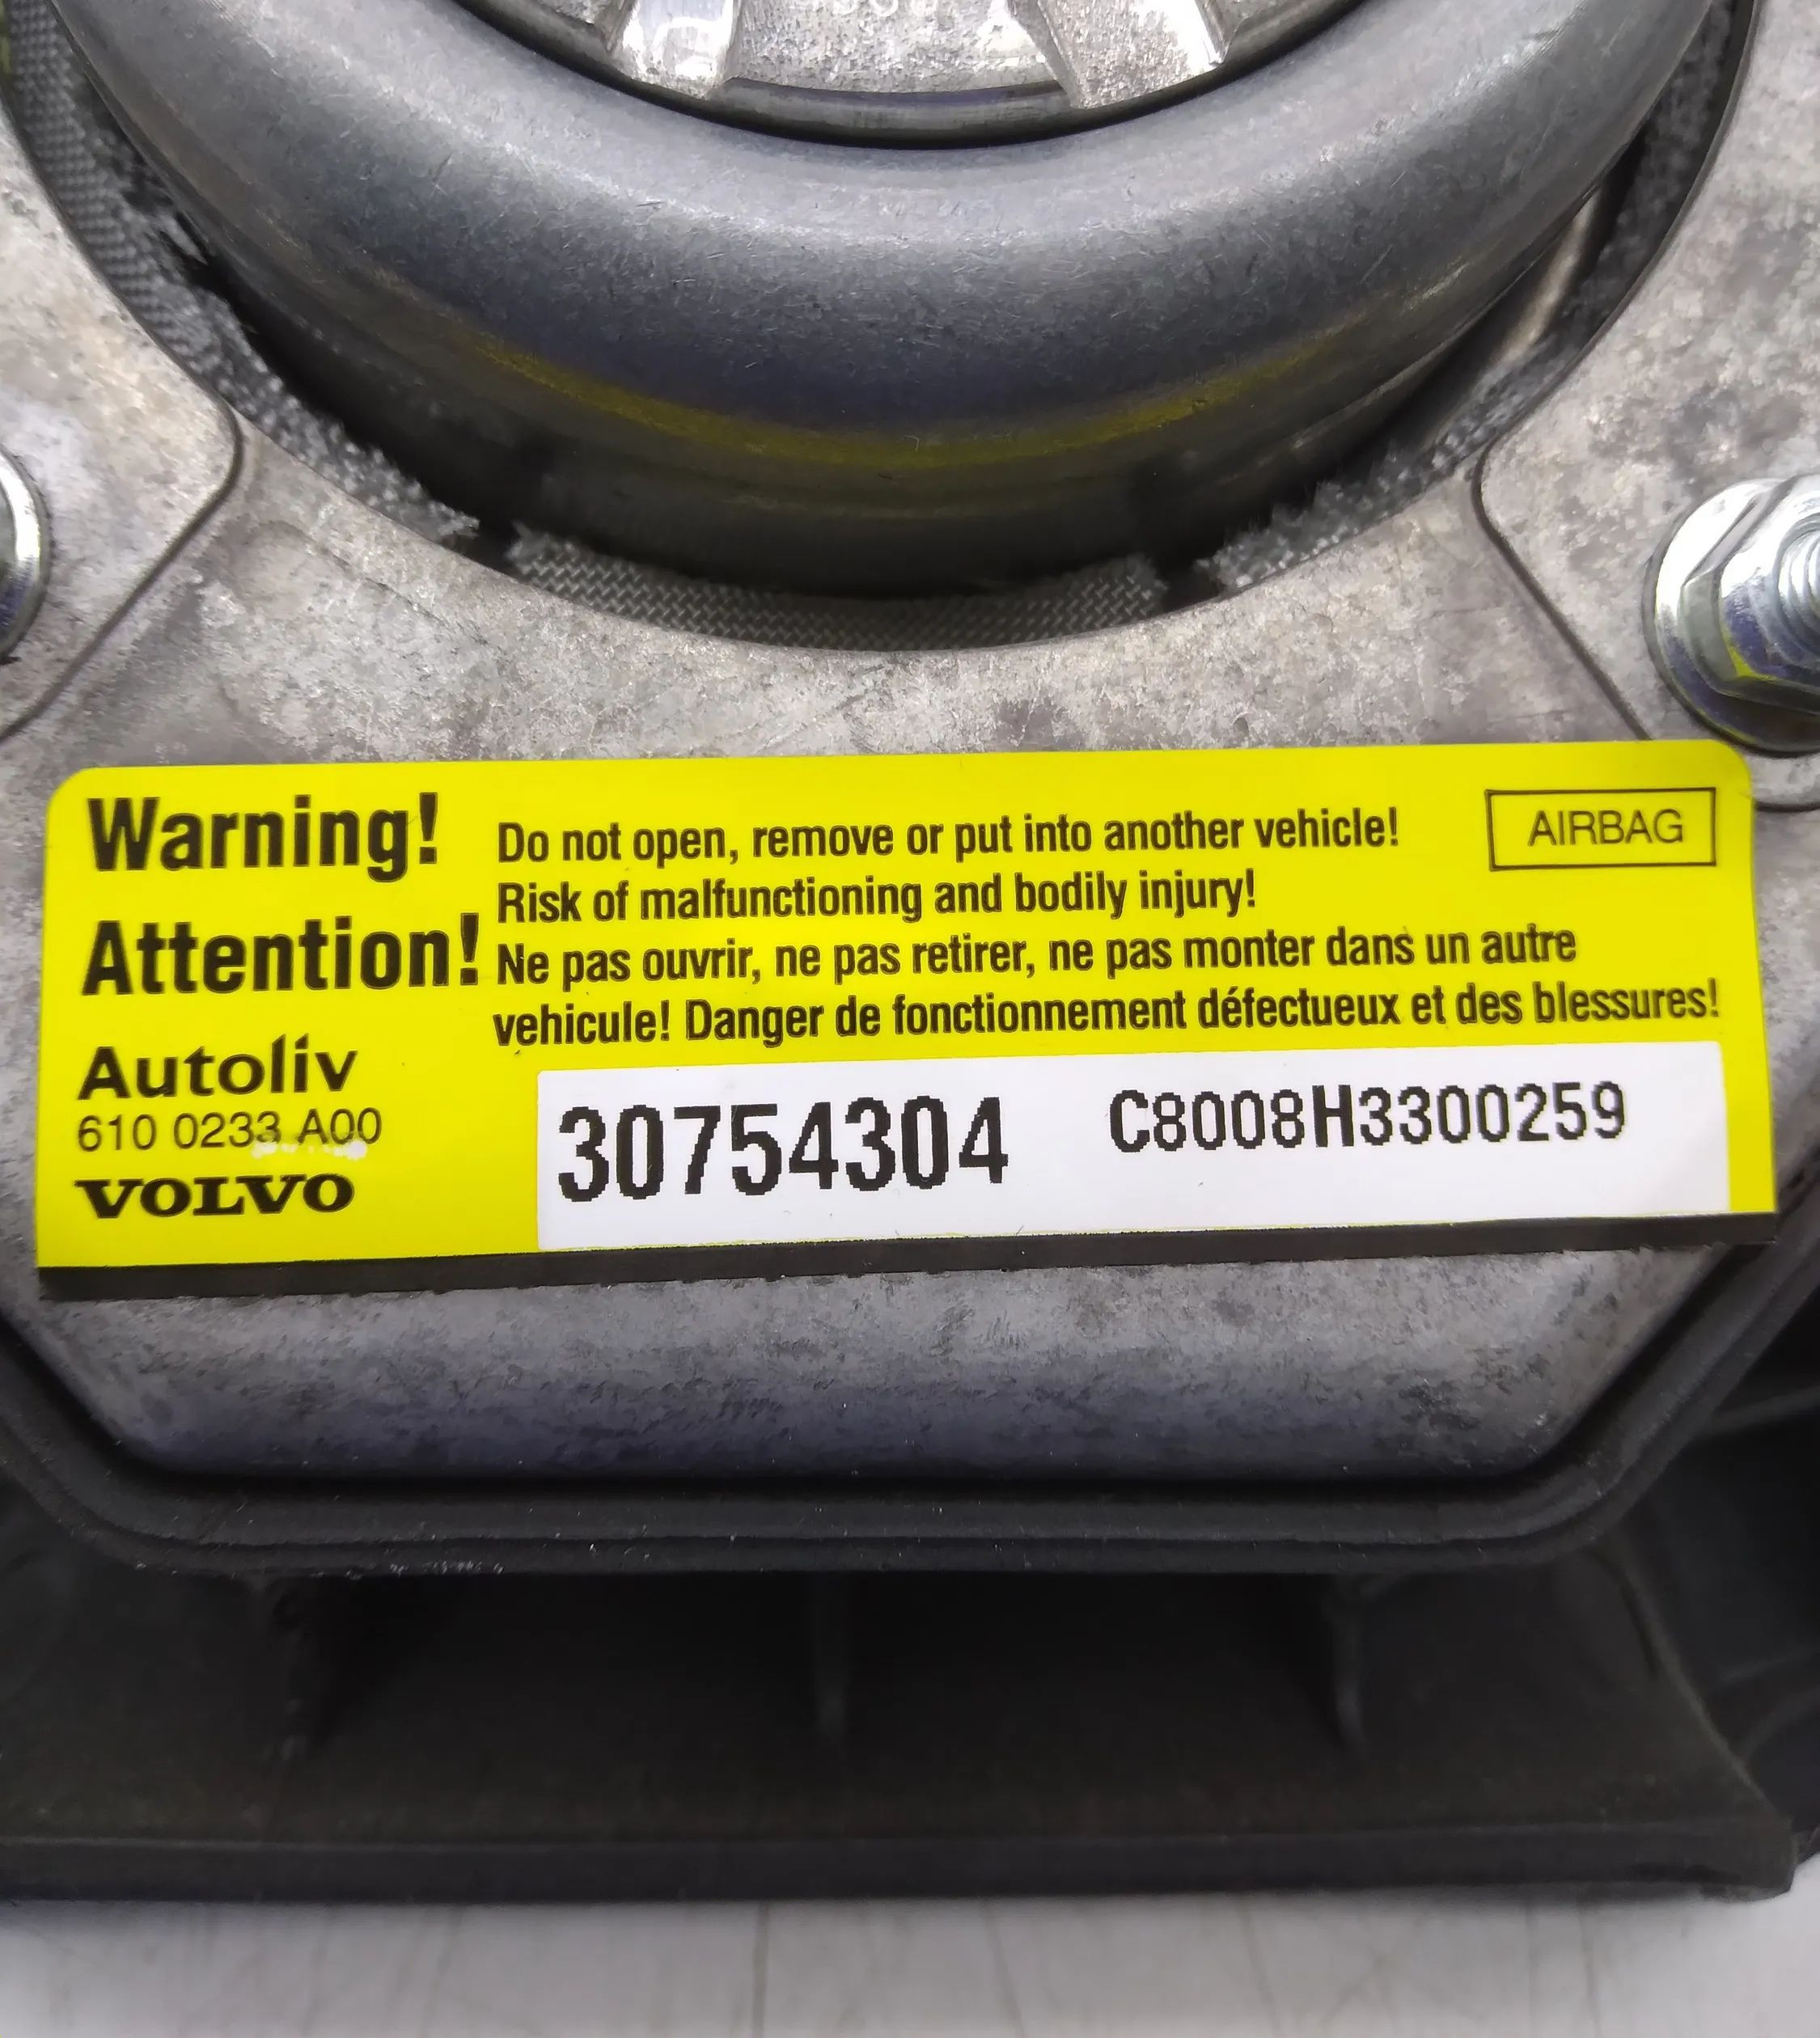 Warning!
Do not open, remove or put into another vehicle!
AIRBAG
Risk of malfunctioning and bodily injury!
Attention!
Ne pas ouvrir, ne pas retirer, ne pas monter dans un autre
vehicule! Danger de fonctionnement défectueux et des blessures!
Autoliv
610 0233 A00
VOLVO
30754304
C8008H3300259